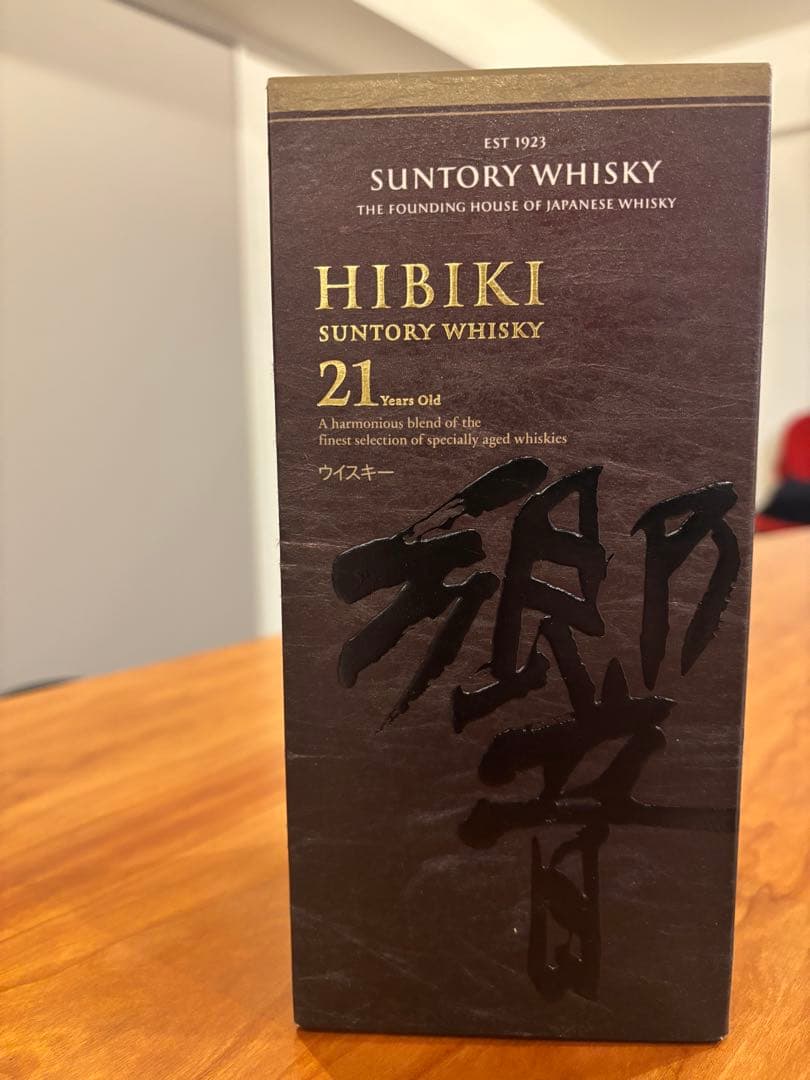 EST 1923
SUNTORY WHISKY
THE FOUNDING HOUSE OF JAPANESE WHISKY
HIBIKI
SUNTORY WHISKY
21 Years Old
A harmonious blend of the
finest selection of specially aged whiskies
ウイスキー
響